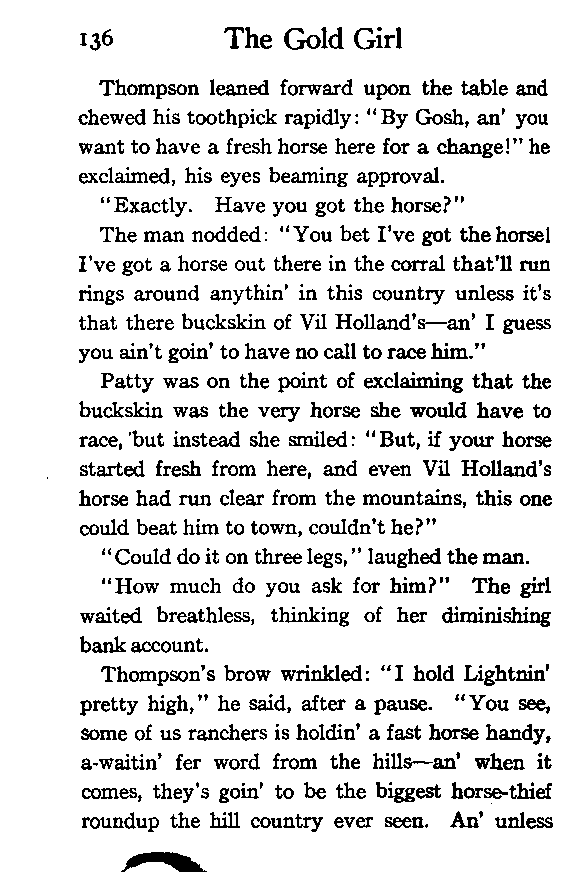 136 The Gold Girl
Thompson leaned forward upon the table and
chewed his toothpick rapidly: "By Gosh, an' you
want to have a fresh horse here for a change!" he
exclaimed, his eyes beaming approval.
"Exactly. Have you got the horse?"
The man nodded: "You bet I've got the horse!
I've got a horse out there in the corral that'll run
rings around anythin' in this country unless it's
that there buckskin of Vil Holland's—an' I guess
you ain't goin' to have no call to race him."
Patty was on the point of exclaiming that the
buckskin was the very horse she would have to
race, but instead she smiled: "But, if your horse
started fresh from here, and even Vil Holland's
horse had run clear from the mountains, this one
could beat him to town, couldn't he?"
"Could do it on three legs," laughed the man.
"How much do you ask for him?" The girl
waited breathless, thinking of her diminishing
bank account.
Thompson's brow wrinkled: "I hold Lightnin'
pretty high," he said, after a pause. "You see,
some of us ranchers is holdin' a fast horse handy,
a-waitin' fer word from the hills—an' when it
comes, they's goin' to be the biggest horse-thief
roundup the hill country ever seen. An' unless